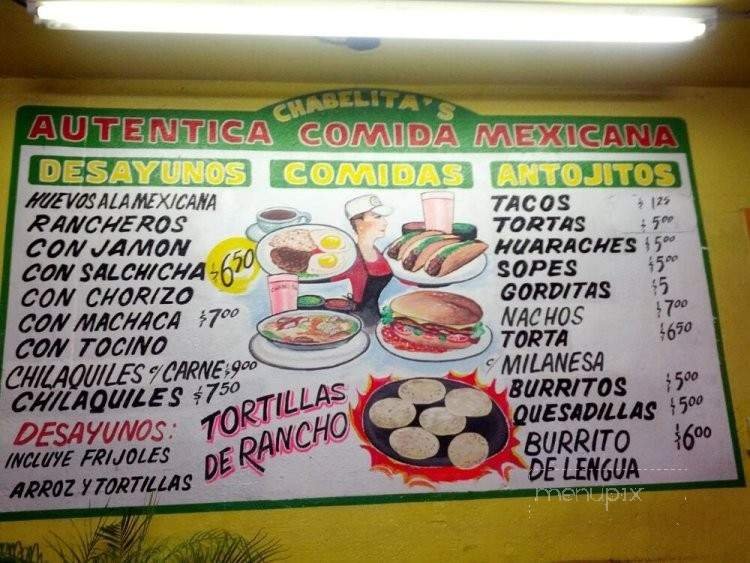 CHABELITA'S
AUTENTICA COMIDA MEXICANA
DESAYUNOS
HUEVOS A LA MEXICANA
RANCHEROS
CON JAMON
CON SALCHICHA $6.50
CON CHORIZO
CON MACHACA $7.00
CON TOCINO
CHILAQUILES c/ CARNE $9.00
CHILAQUILES $7.50
DESAYUNOS:
INCLUYE FRIJOLES
ARROZ Y TORTILLAS
COMIDAS
TORTILLAS
DE RANCHO
ANTOJITOS
TACOS $1.25
TORTAS $5.00
HUARACHES $5.00
SOPES $5.00
GORDITAS $5
NACHOS $7.00
TORTA $6.50
c/ MILANESA
BURRITOS $5.00
QUESADILLAS $5.00
BURRITO $6.00
DE LENGUA
menupix